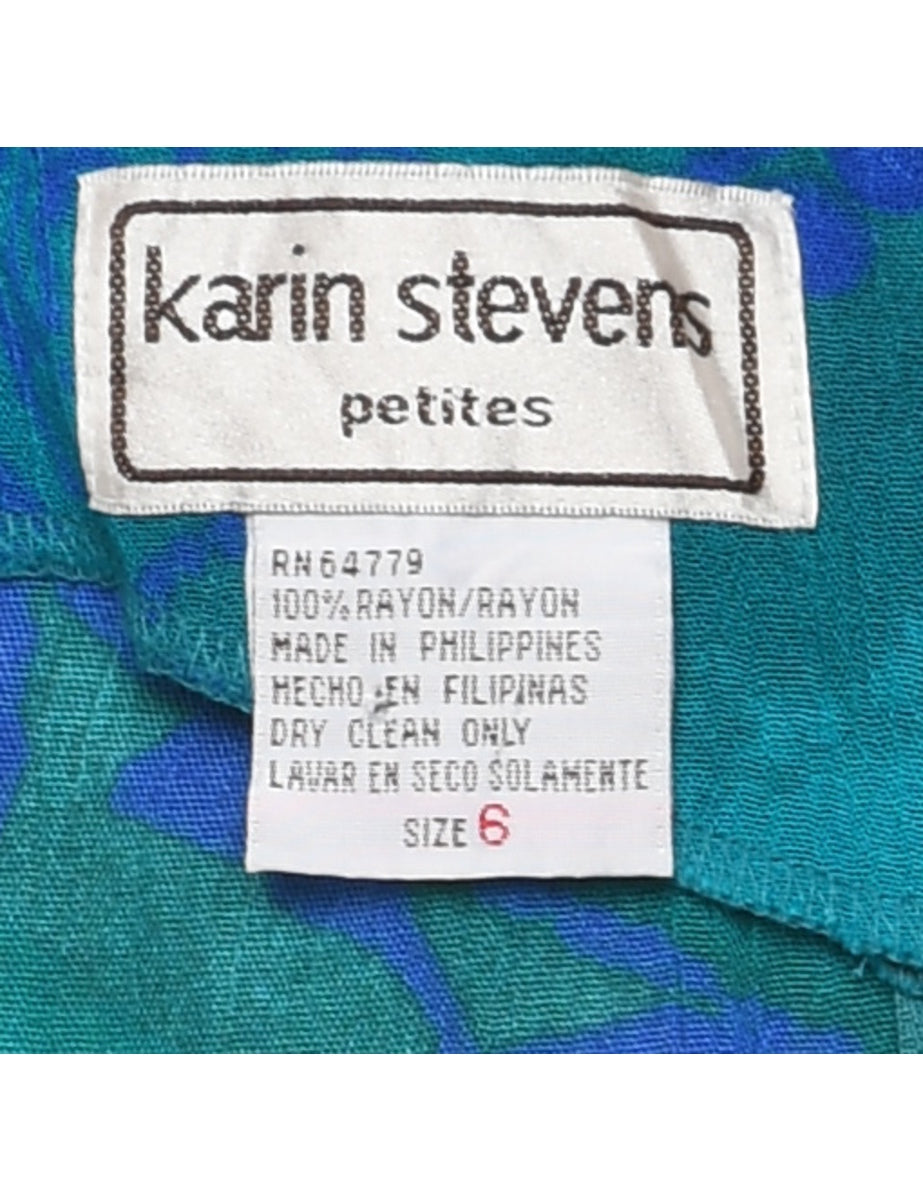 karin stevens
petites
RN64779
100% RAYON/RAYON
MADE IN PHILIPPINES
HECHO EN FILIPINAS
DRY CLEAN ONLY
LAVAR EN SECO SOLAMENTE
SIZE 6